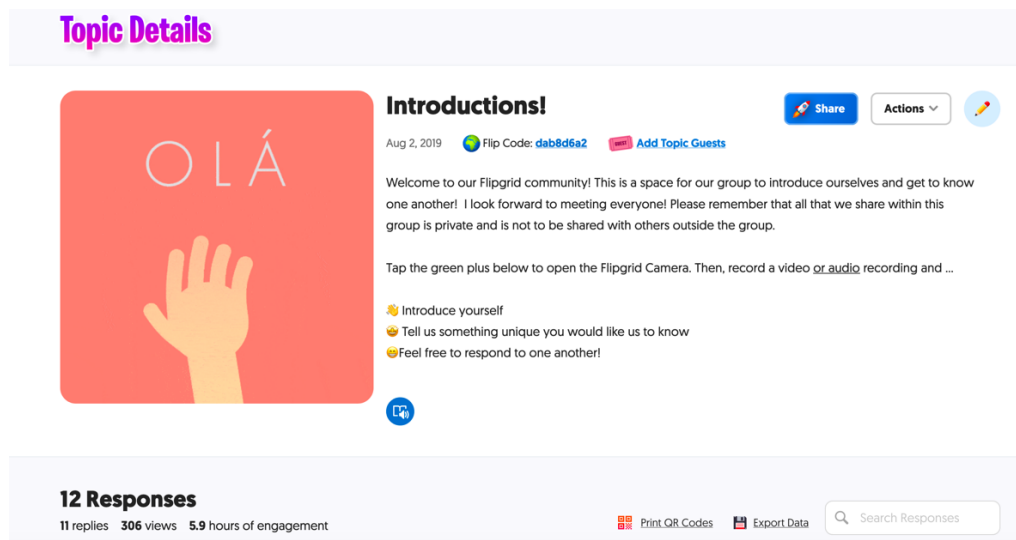 Topic Details
OLÁ
Introductions!
Share
Actions
Aug 2, 2019 Flip Code: dab8d6a2 Add Topic Guests
Welcome to our Flipgrid community! This is a space for our group to introduce ourselves and get to know
one another!  I look forward to meeting everyone! Please remember that all that we share within this
group is private and is not to be shared with others outside the group.
Tap the green plus below to open the Flipgrid Camera. Then, record a video or audio recording and ...
👋 Introduce yourself
🤩 Tell us something unique you would like us to know
😁Feel free to respond to one another!
12 Responses
11 replies 306 views 5.9 hours of engagement
Print QR Codes Export Data Search Responses